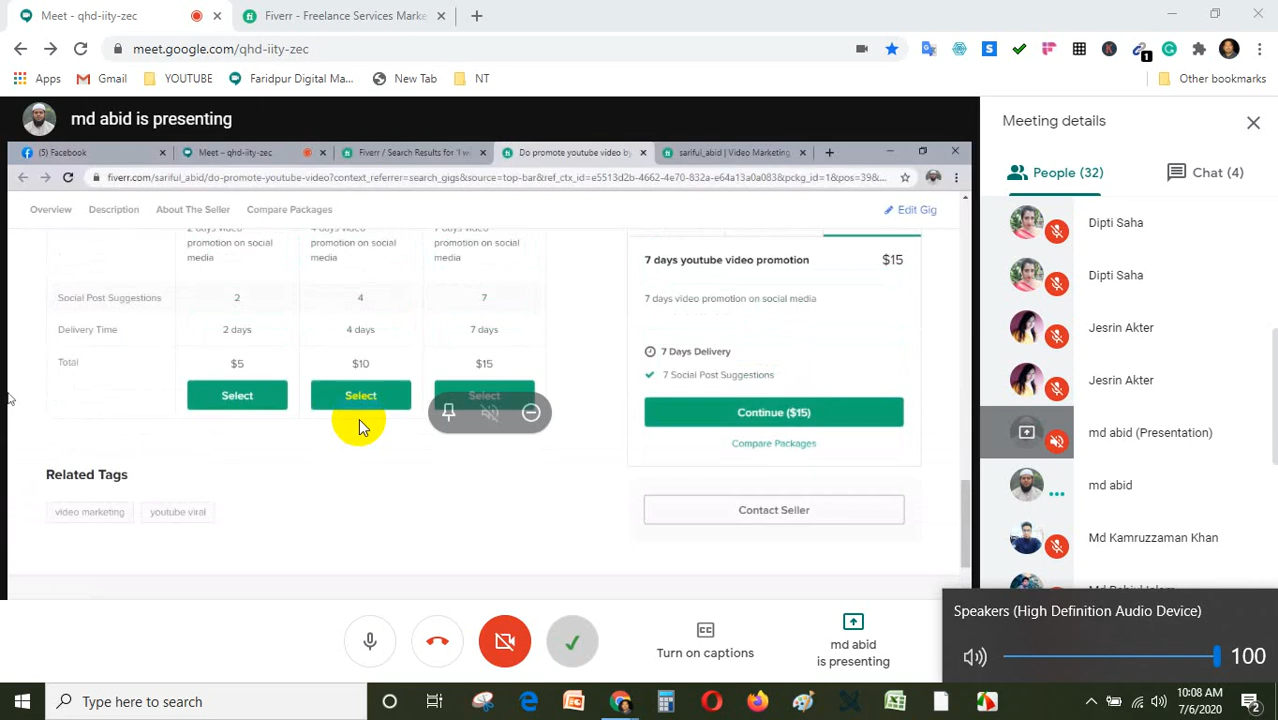 Meet - qhd-iity-zec
Fiverr - Freelance Services Marke
meet.google.com/qhd-iity-zec
1
Apps
Gmail
YOUTUBE
Faridpur Digital Ma...
New Tab
NT
Other bookmarks
md abid is presenting
(5) Facebook
Meet – qhd-iity-zec
Fiverr / Search Results for 'I w
Do promote youtube video by
sariful_abid | Video Marketing
fiverr.com/sariful_abid/do-promote-youtube-video?context_referrer=search_gigs&source=top-bar&ref_ctx_id=e5513d2b-4662-4e70-832a-e64a13a0a083&pckg_id=1&pos=39&...
Overview
Description
About The Seller
Compare Packages
Edit Gig
promotion on social
media
promotion on social
media
promotion on social
media
Social Post Suggestions
2
4
7
Delivery Time
2 days
4 days
7 days
Total
$5
$10
$15
Select
Select
Select
Related Tags
video marketing
youtube viral
7 days youtube video promotion
$15
7 days video promotion on social media
7 Days Delivery
7 Social Post Suggestions
Continue ($15)
Compare Packages
Contact Seller
Meeting details
People (32)
Chat (4)
Dipti Saha
Dipti Saha
Jesrin Akter
Jesrin Akter
md abid (Presentation)
md abid
Md Kamruzzaman Khan
Speakers (High Definition Audio Device)
100
Turn on captions
md abid
is presenting
Type here to search
10:08 AM
7/6/2020
2